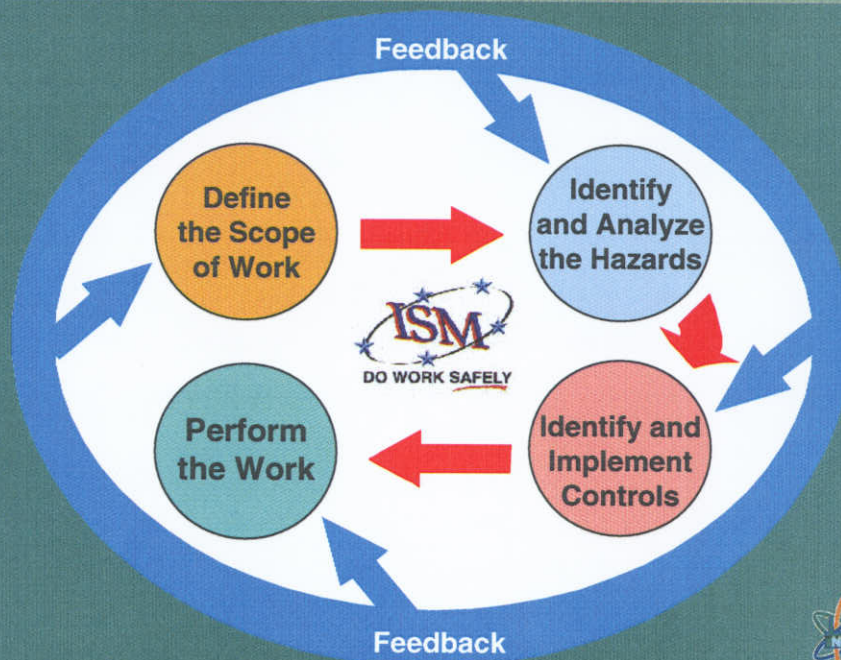 Feedback
Define
the Scope
of Work
Identify
and Analyze
the Hazards
ISM
DO WORK SAFELY
Perform
the Work
Identify and
Implement
Controls
Feedback